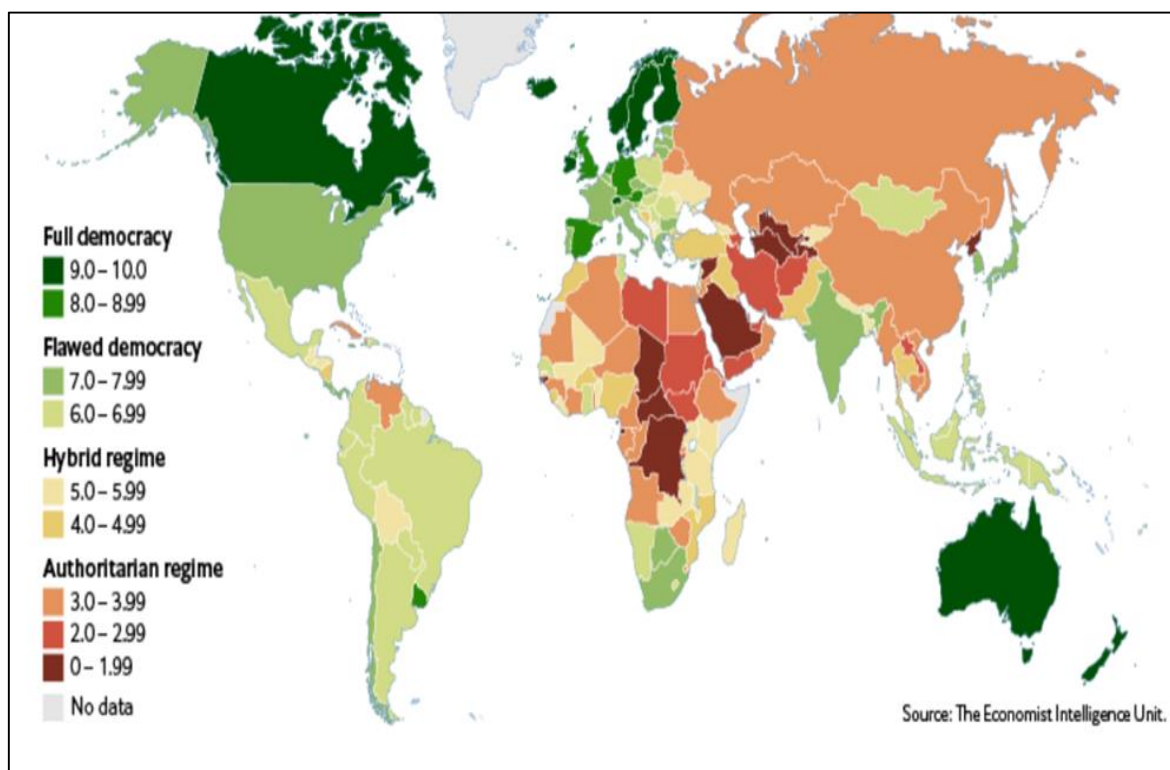 Full democracy
9.0 – 10.0
8.0 – 8.99
Flawed democracy
7.0 – 7.99
6.0 – 6.99
Hybrid regime
5.0 – 5.99
4.0 – 4.99
Authoritarian regime
3.0 – 3.99
2.0 – 2.99
0 – 1.99
No data
Source: The Economist Intelligence Unit.